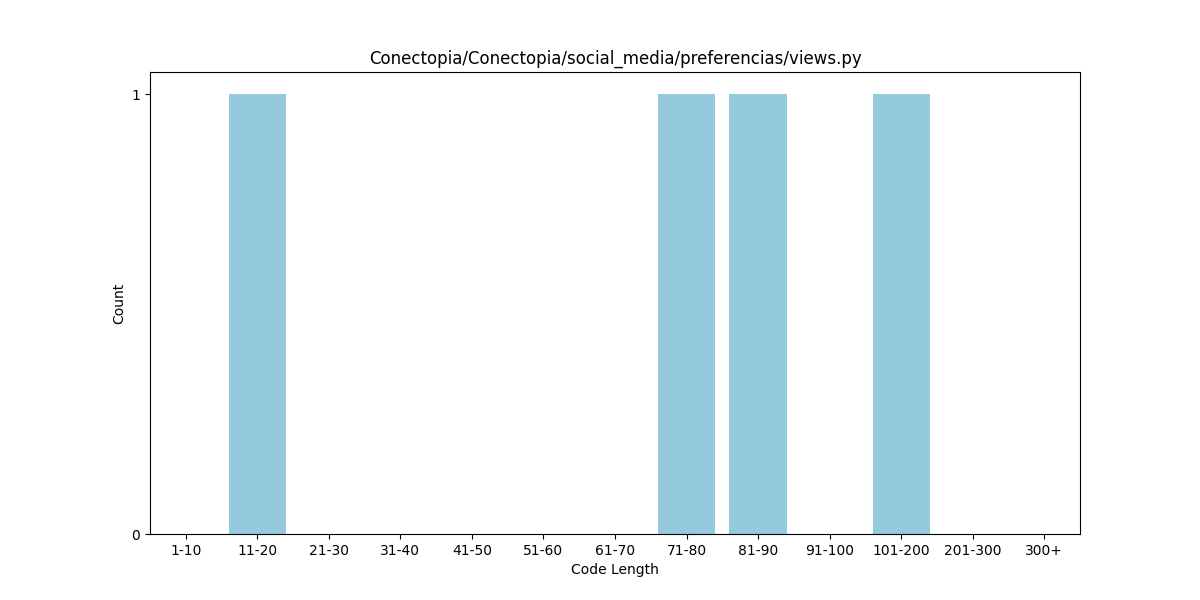 Conectopia/Conectopia/social_media/preferencias/views.py
1
Count
0
1-10 11-20 21-30 31-40 41-50 51-60 61-70 71-80 81-90 91-100 101-200 201-300 300+
Code Length